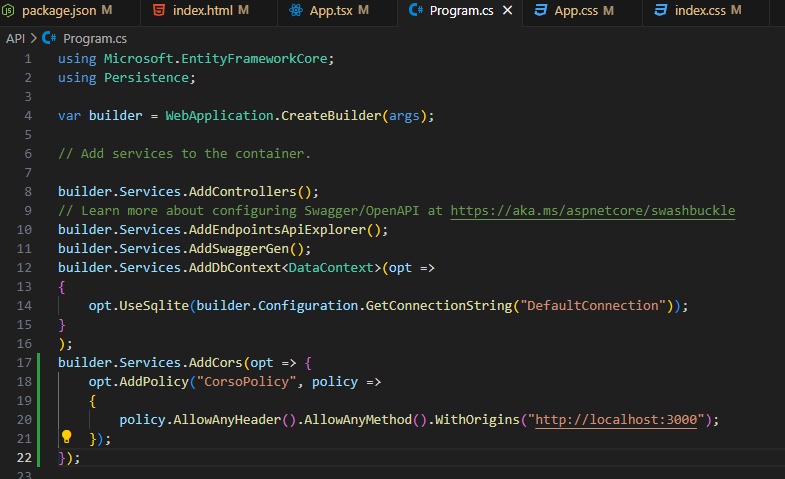 package.json M index.html M App.tsx M Program.cs App.css M index.css M
API > Program.cs
1 using Microsoft.EntityFrameworkCore;
2 using Persistence;
3
4 var builder = WebApplication.CreateBuilder(args);
5
6 // Add services to the container.
7
8 builder.Services.AddControllers();
9 // Learn more about configuring Swagger/OpenAPI at https://aka.ms/aspnetcore/swashbuckle
10 builder.Services.AddEndpointsApiExplorer();
11 builder.Services.AddSwaggerGen();
12 builder.Services.AddDbContext<DataContext>(opt =>
13 {
14     opt.UseSqlite(builder.Configuration.GetConnectionString("DefaultConnection"));
15 }
16 );
17 builder.Services.AddCors(opt => {
18     opt.AddPolicy("CorsoPolicy", policy =>
19     {
20         policy.AllowAnyHeader().AllowAnyMethod().WithOrigins("http://localhost:3000");
21     });
22 });
23